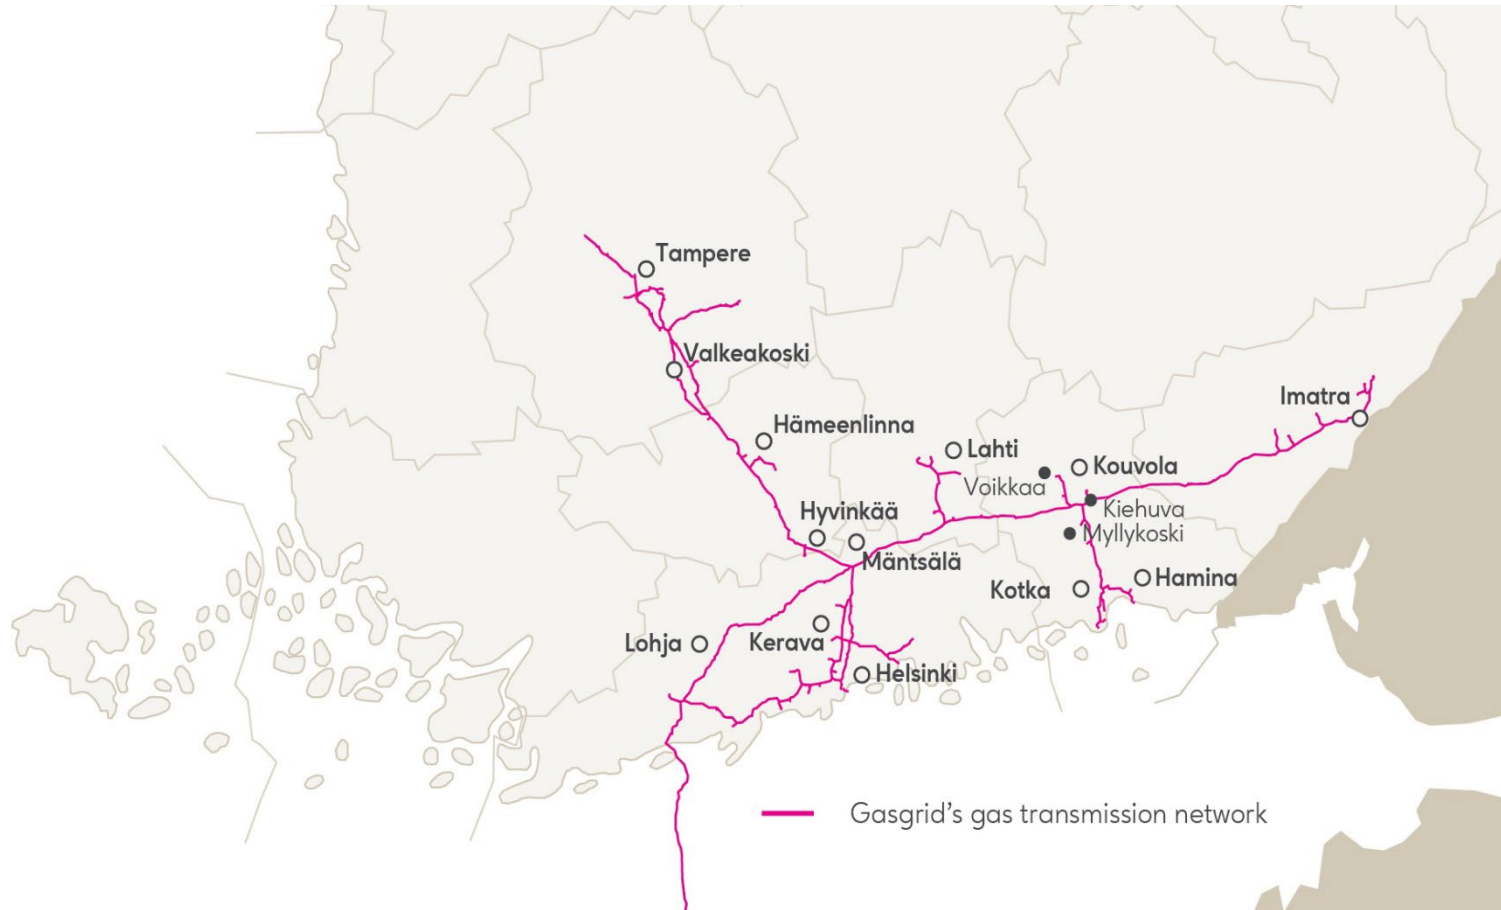 Tampere
Valkeakoski
Imatra
Hämeenlinna
Lahti
Kouvola
Voikkaa
Hyvinkää
Kiehuva
Myllykoski
Mäntsälä
Hamina
Kotka
Lohja
Kerava
Helsinki
Gasgrid's gas transmission network